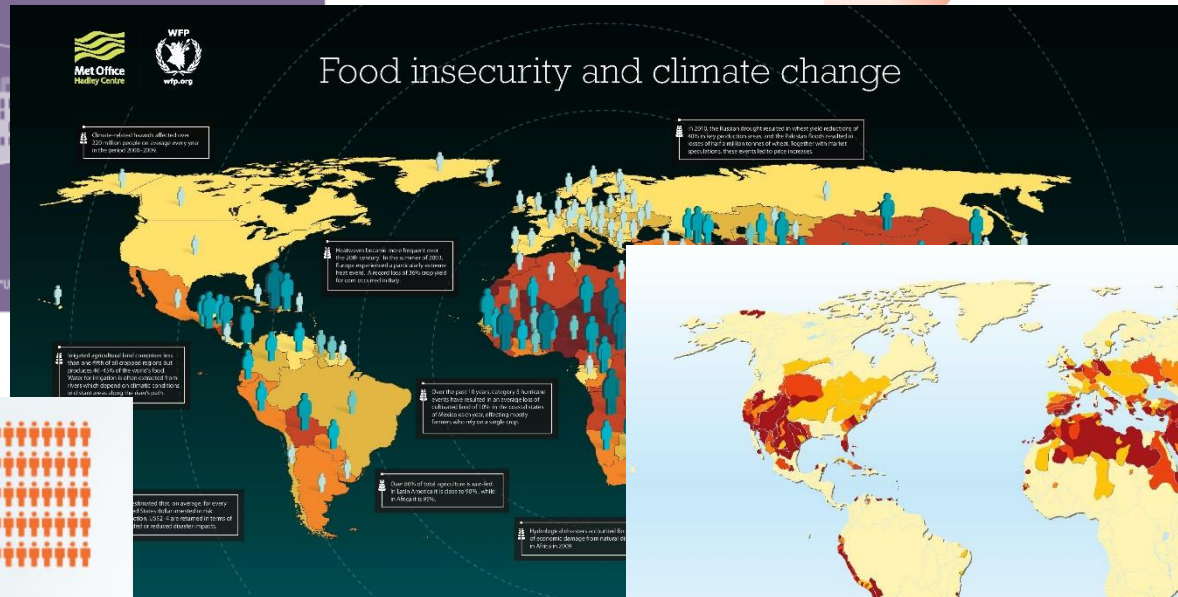 WFP
wfp.org
Met Office
Hadley Centre
Food insecurity and climate change
Climate-related hazards affected over
220 million people on average every year
in the period 2000–2009.
In 2010, the Russian drought resulted in wheat yield reductions of
40% in key production areas, and the Pakistan floods resulted in
losses of half a million tonnes of wheat. Together with market
speculations, these events led to price increases.
Heatwaves became more frequent over
the 20th century. In the summer of 2003,
Europe experienced a particularly extreme
heat event. A record loss of 36% crop yield
for corn occurred in Italy.
Irrigated agricultural land comprises less
than one-fifth of all cropped regions but
produces 40–45% of the world's food.
Water for irrigation is often extracted from
rivers which depend on climatic conditions
in distant areas along the river's path.
Over the past 10 years, category 5 hurricane
events have resulted in an average loss of
cultivated land of 10% in the coastal states
of Mexico each year, affecting mostly
farmers who rely on a single crop.
Over 80% of total agriculture is rain-fed.
In Latin America it is close to 90%, while
in Africa it is 95%.
estimated that, on average, for every
ed States dollar invested in risk
ction, US$2–4 are returned in terms of
ted or reduced disaster impacts.
Hydrological disasters accounted for
of economic damage from natural di
in Africa in 2009